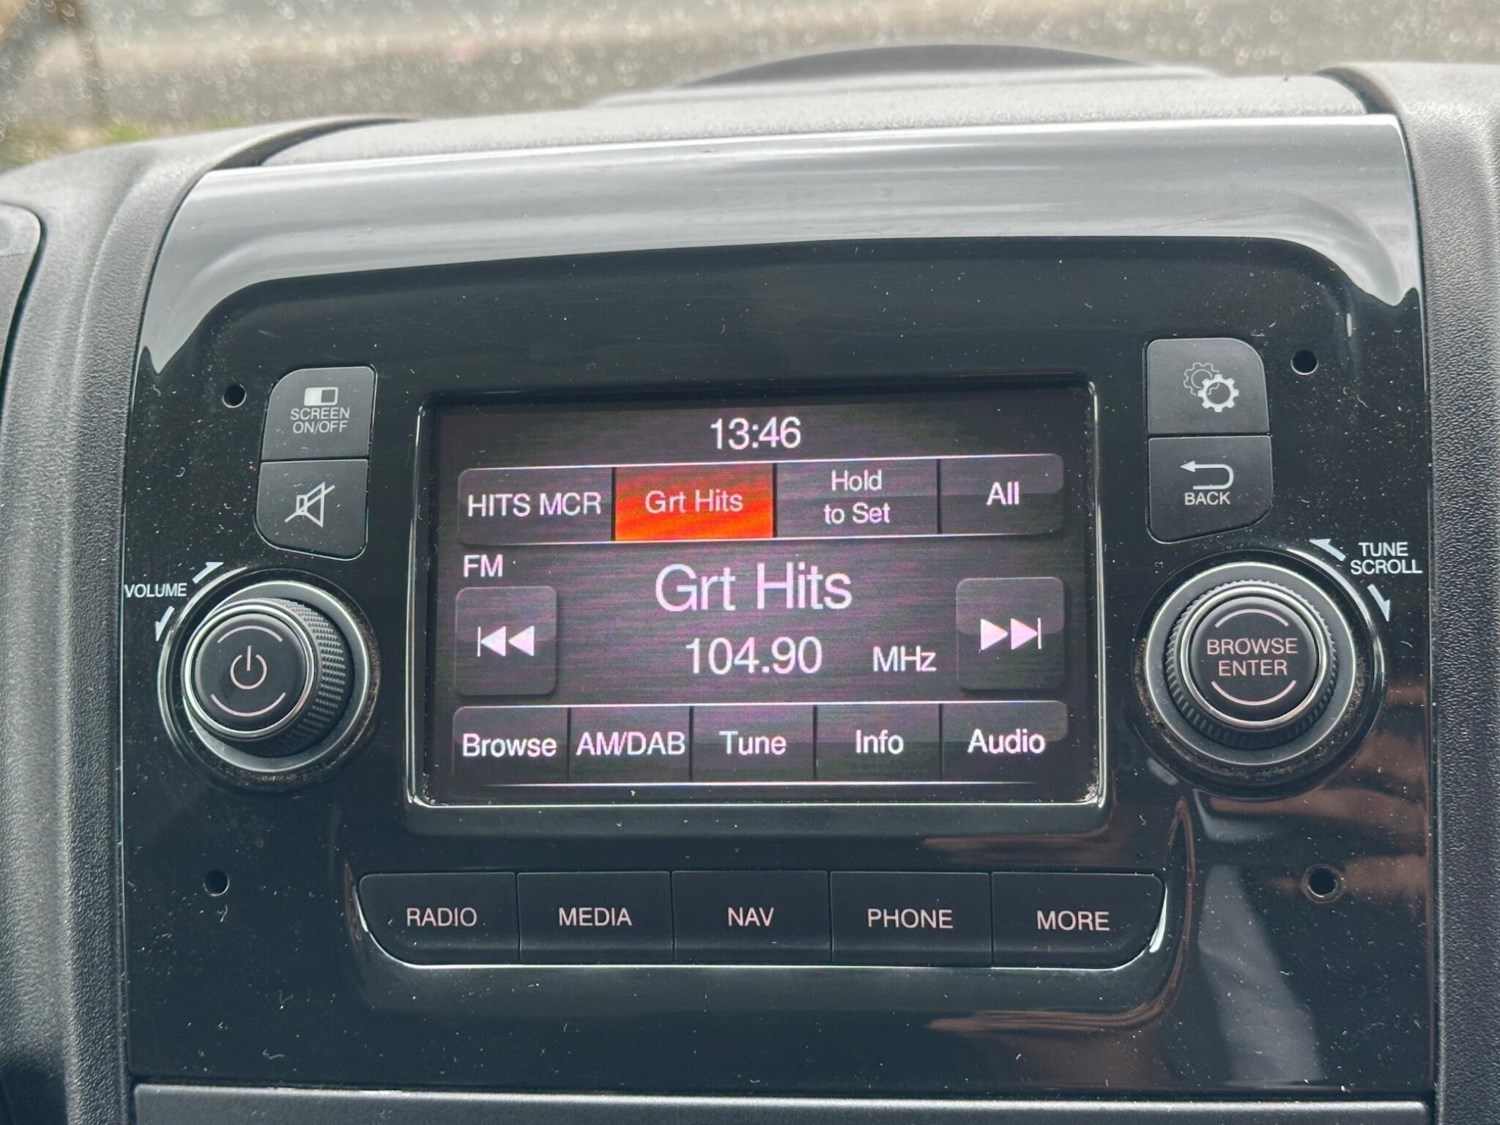 SCREEN
ON/OFF
VOLUME
13:46
HITS MCR
Grt Hits
Hold
to Set
All
FM
Grt Hits
104.90 MHz
Browse
AM/DAB
Tune
Info
Audio
BACK
TUNE
SCROLL
BROWSE
ENTER
RADIO
MEDIA
NAV
PHONE
MORE